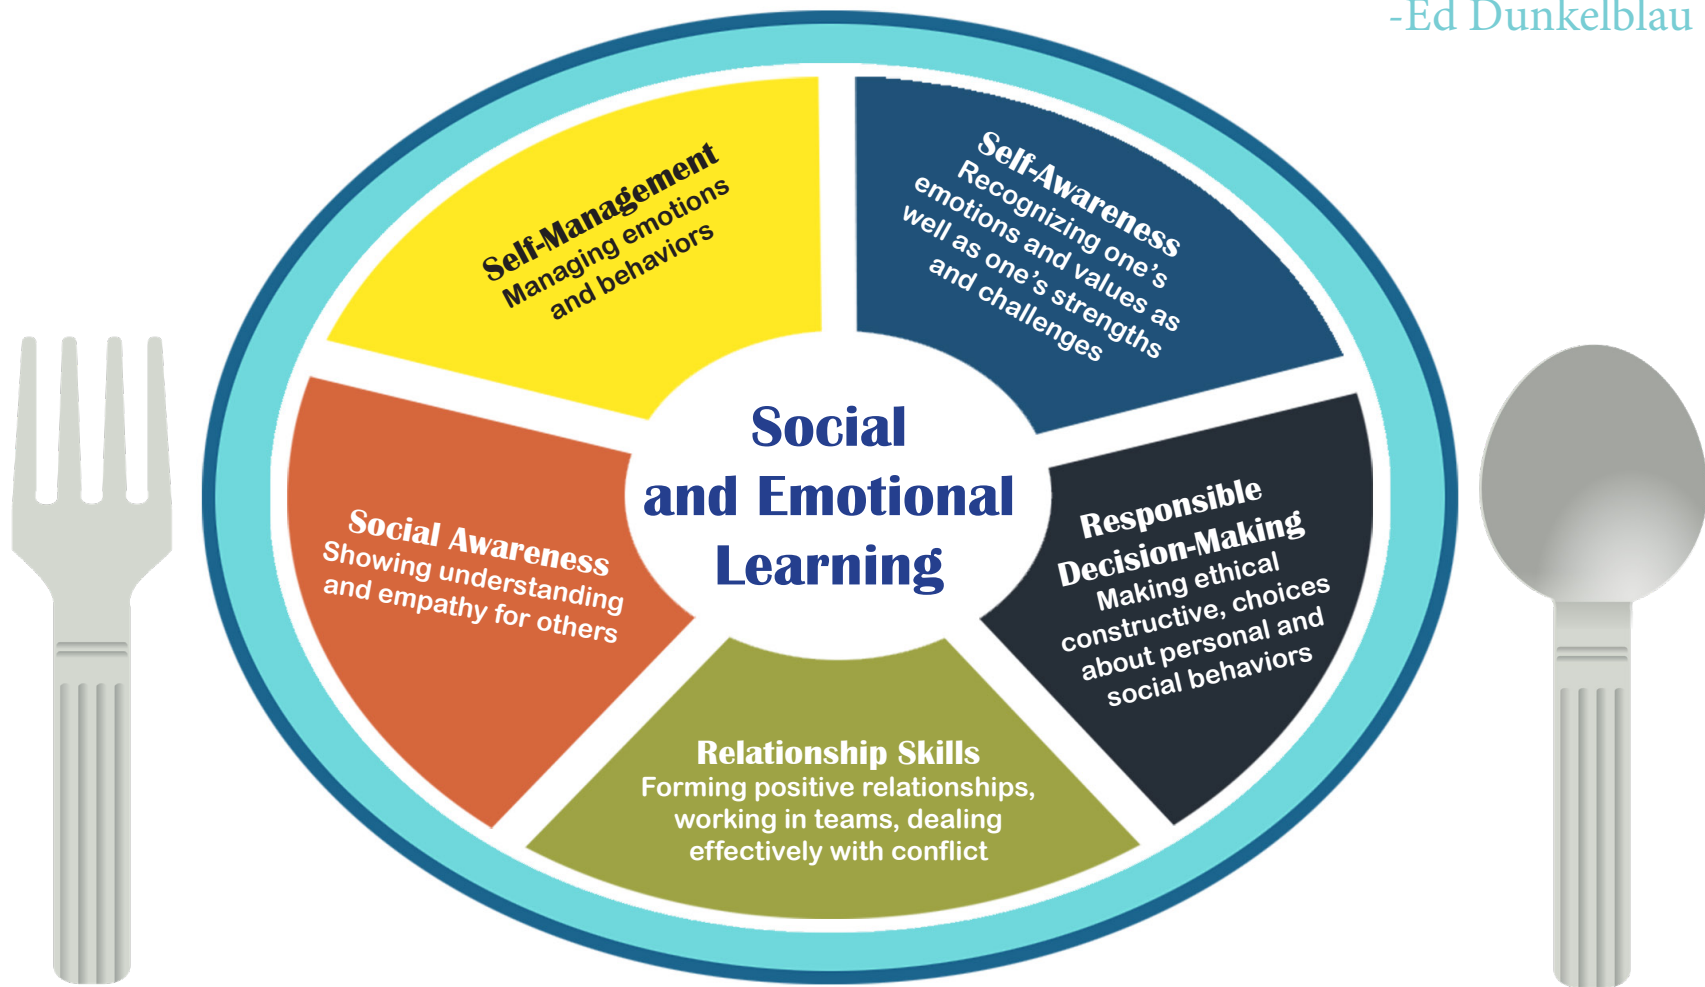 -Ed Dunkelblau
Self-Management
Managing emotions
and behaviors
Self-Awareness
Recognizing one’s
emotions and values as
well as one’s strengths
and challenges
Social
and Emotional
Learning
Social Awareness
Showing understanding
and empathy for others
Responsible
Decision-Making
Making ethical
constructive, choices
about personal and
social behaviors
Relationship Skills
Forming positive relationships,
working in teams, dealing
effectively with conflict